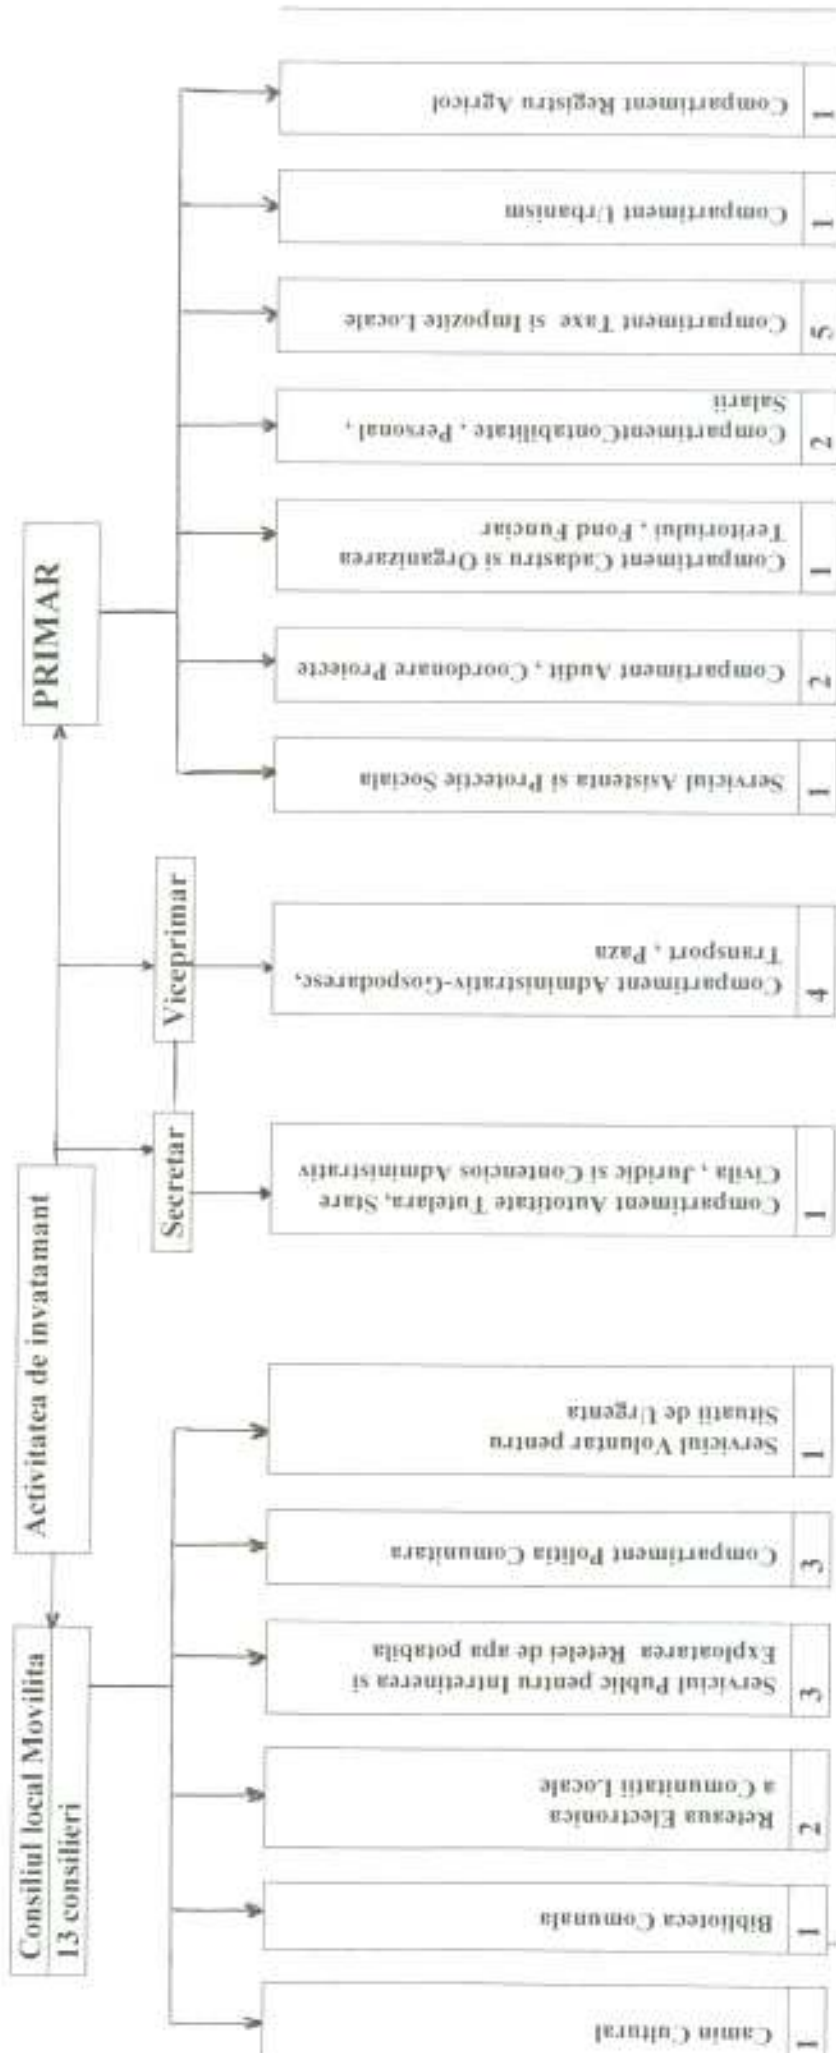 Consiliul local Movilita
13 consilieri
Activitatea de invatamant
PRIMAR
Secretar
Viceprimar
Camin Cultural
1
Biblioteca Comunala
1
Reteaua Electronica
a Comunitatii Locale
2
Serviciul Public pentru Intretinerea si
Exploatarea Retelei de apa potabila
3
Compartiment Politia Comunitara
3
Serviciul Voluntar pentru
Situatii de Urgenta
1
Compartiment Autotitate Tutelara, Stare
Civila , Juridic si Contencios Administrativ
1
Compartiment Administrativ-Gospodaresc,
Transport , Paza
4
Serviciul Asistenta si Protectie Sociala
1
Compartiment Audit , Coordonare Proiecte
2
Compartiment Cadastru si Organizarea
Teritoriului , Fond Funciar
1
CompartimentContabilitate , Personal ,
Salarii
2
Compartiment Taxe si Impozite Locale
5
Compartiment Urbanism
1
Compartiment Registru Agricol
1